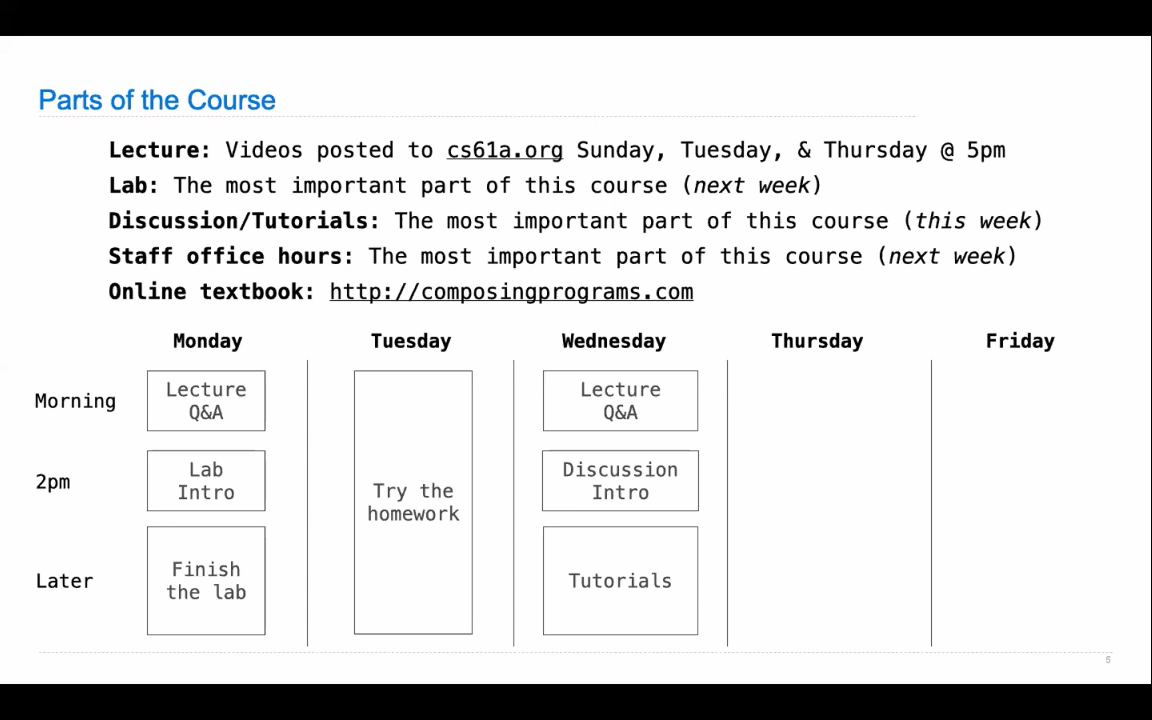 Parts of the Course
Lecture: Videos posted to cs61a.org Sunday, Tuesday, & Thursday @ 5pm
Lab: The most important part of this course (next week)
Discussion/Tutorials: The most important part of this course (this week)
Staff office hours: The most important part of this course (next week)
Online textbook: http://composingprograms.com
Monday Tuesday Wednesday Thursday Friday
Morning
Lecture
Q&A
Lecture
Q&A
2pm
Lab
Intro
Try the
homework
Discussion
Intro
Later
Finish
the lab
Tutorials
5